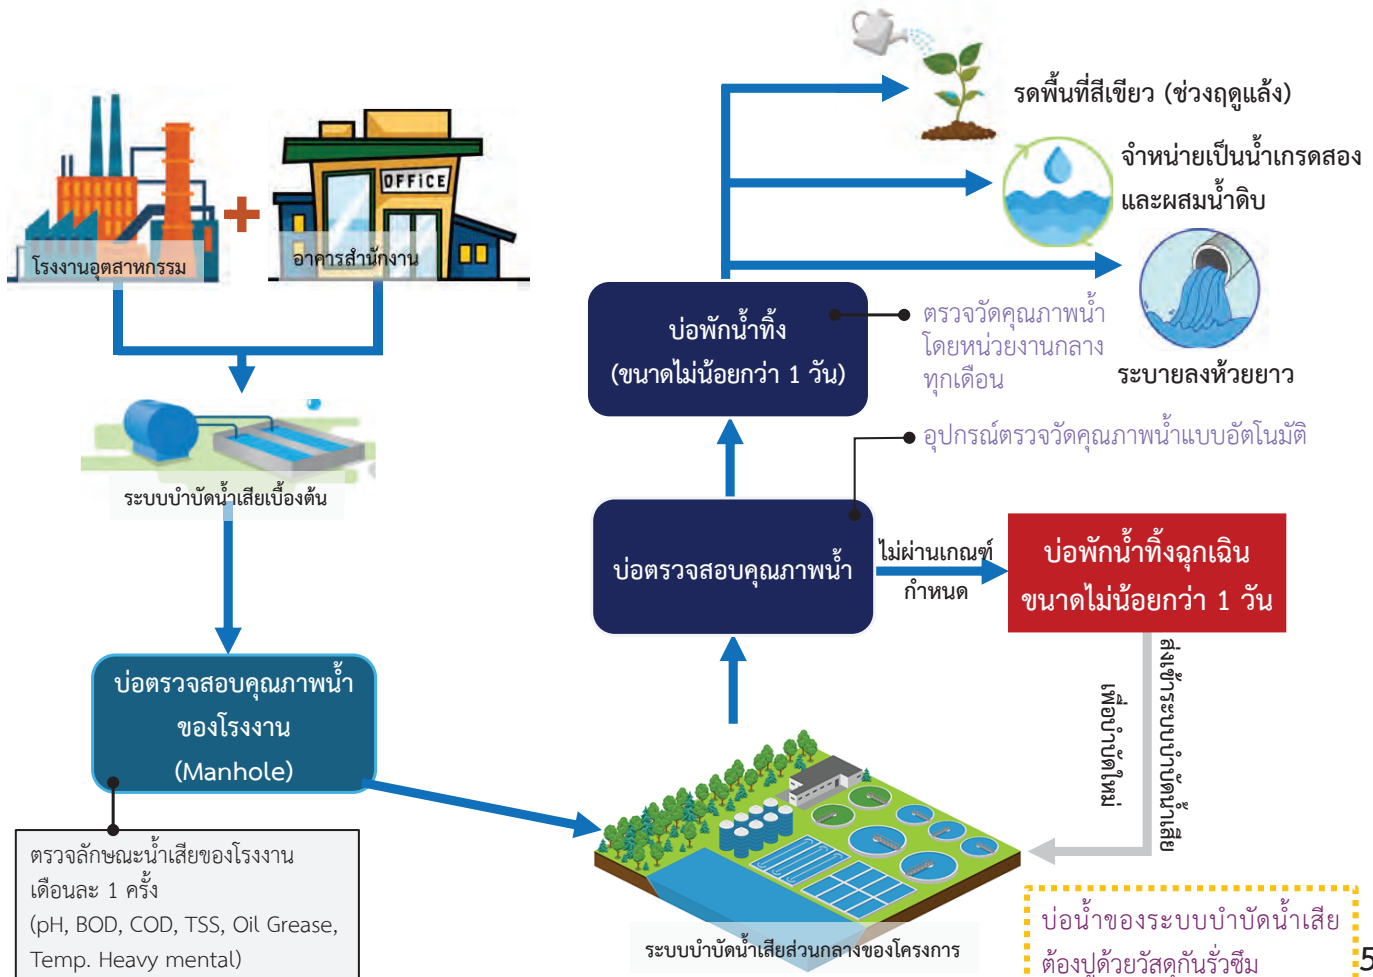 โรงงานอุตสาหกรรม
OFFICE
อาคารสำนักงาน
ระบบบำบัดน้ำเสียเบื้องต้น
บ่อตรวจสอบคุณภาพน้ำ
ของโรงงาน
(Manhole)
ตรวจลักษณะน้ำเสียของโรงงาน
เดือนละ 1 ครั้ง
(pH, BOD, COD, TSS, Oil Grease,
Temp. Heavy mental)
ระบบบำบัดน้ำเสียส่วนกลางของโครงการ
บ่อตรวจสอบคุณภาพน้ำ
อุปกรณ์ตรวจวัดคุณภาพน้ำแบบอัตโนมัติ
ไม่ผ่านเกณฑ์
กำหนด
บ่อพักน้ำทิ้งฉุกเฉิน
ขนาดไม่น้อยกว่า 1 วัน
ส่งเข้าระบบบำบัดน้ำเสีย
เพื่อบำบัดใหม่
บ่อพักน้ำทิ้ง
(ขนาดไม่น้อยกว่า 1 วัน)
ตรวจวัดคุณภาพน้ำ
โดยหน่วยงานกลาง
ทุกเดือน
รดพื้นที่สีเขียว (ช่วงฤดูแล้ง)
จำหน่ายเป็นน้ำเกรดสอง
และผสมน้ำดิบ
ระบายลงห้วยยาว
บ่อน้ำของระบบบำบัดน้ำเสีย
ต้องปูด้วยวัสดุกันรั่วซึม
5